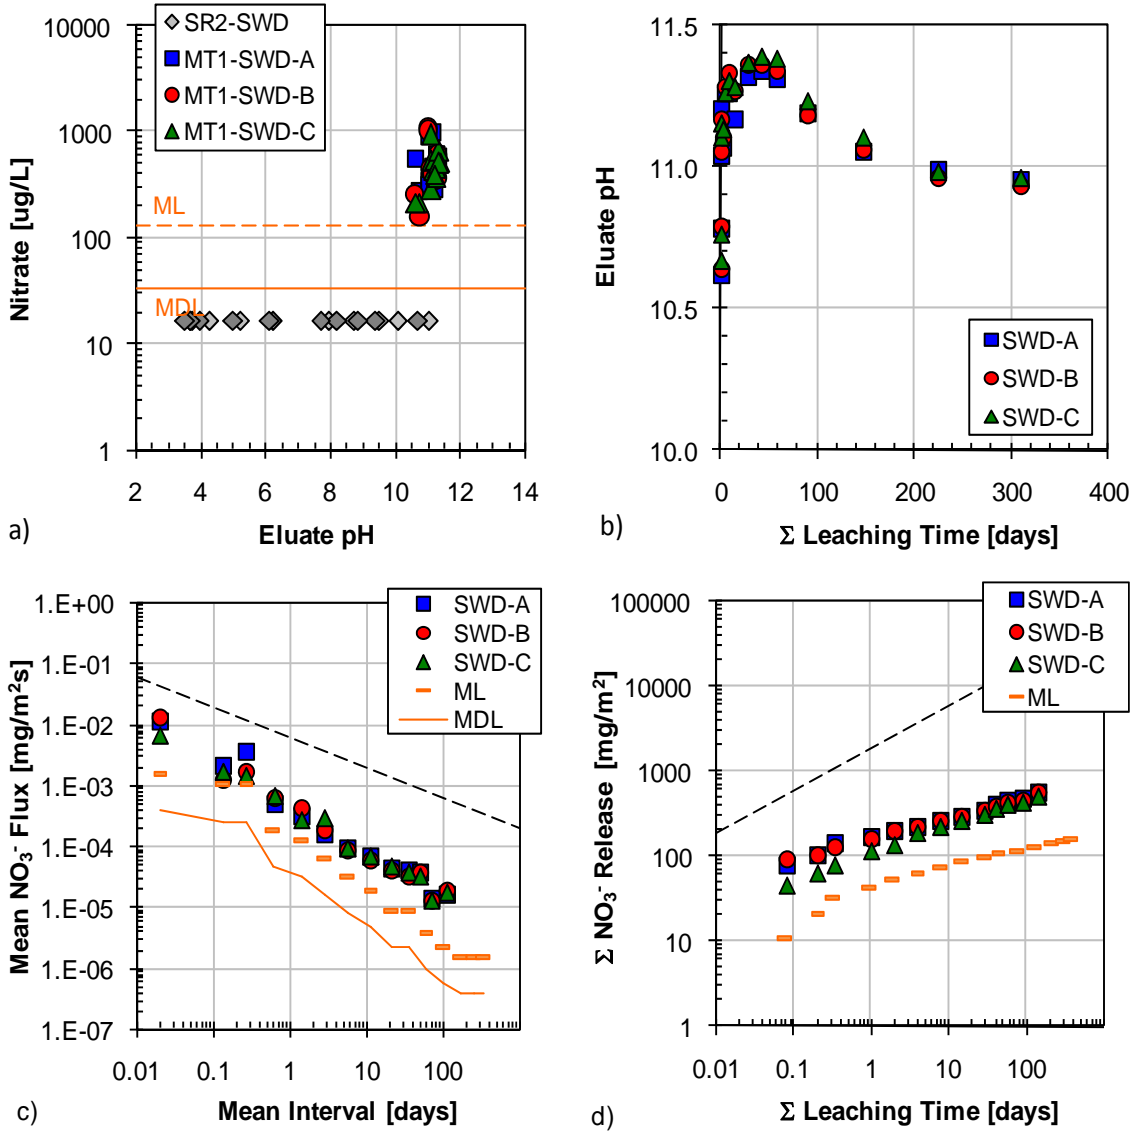 10000
1000
100
10
1
Nitrate [ug/L]
SR2-SWD
MT1-SWD-A
MT1-SWD-B
MT1-SWD-C
ML
MDL
2 4 6 8 10 12 14
Eluate pH
a)
11.5
11.0
10.5
10.0
Eluate pH
SWD-A
SWD-B
SWD-C
0 100 200 300 400
Σ Leaching Time [days]
b)
1.E+00
1.E-01
1.E-02
1.E-03
1.E-04
1.E-05
1.E-06
1.E-07
Mean NO₃⁻ Flux [mg/m²s]
SWD-A
SWD-B
SWD-C
ML
MDL
0.01 0.1 1 10 100
Mean Interval [days]
c)
100000
10000
1000
100
10
1
Σ NO₃⁻ Release [mg/m²]
SWD-A
SWD-B
SWD-C
ML
0.01 0.1 1 10 100
Σ Leaching Time [days]
d)